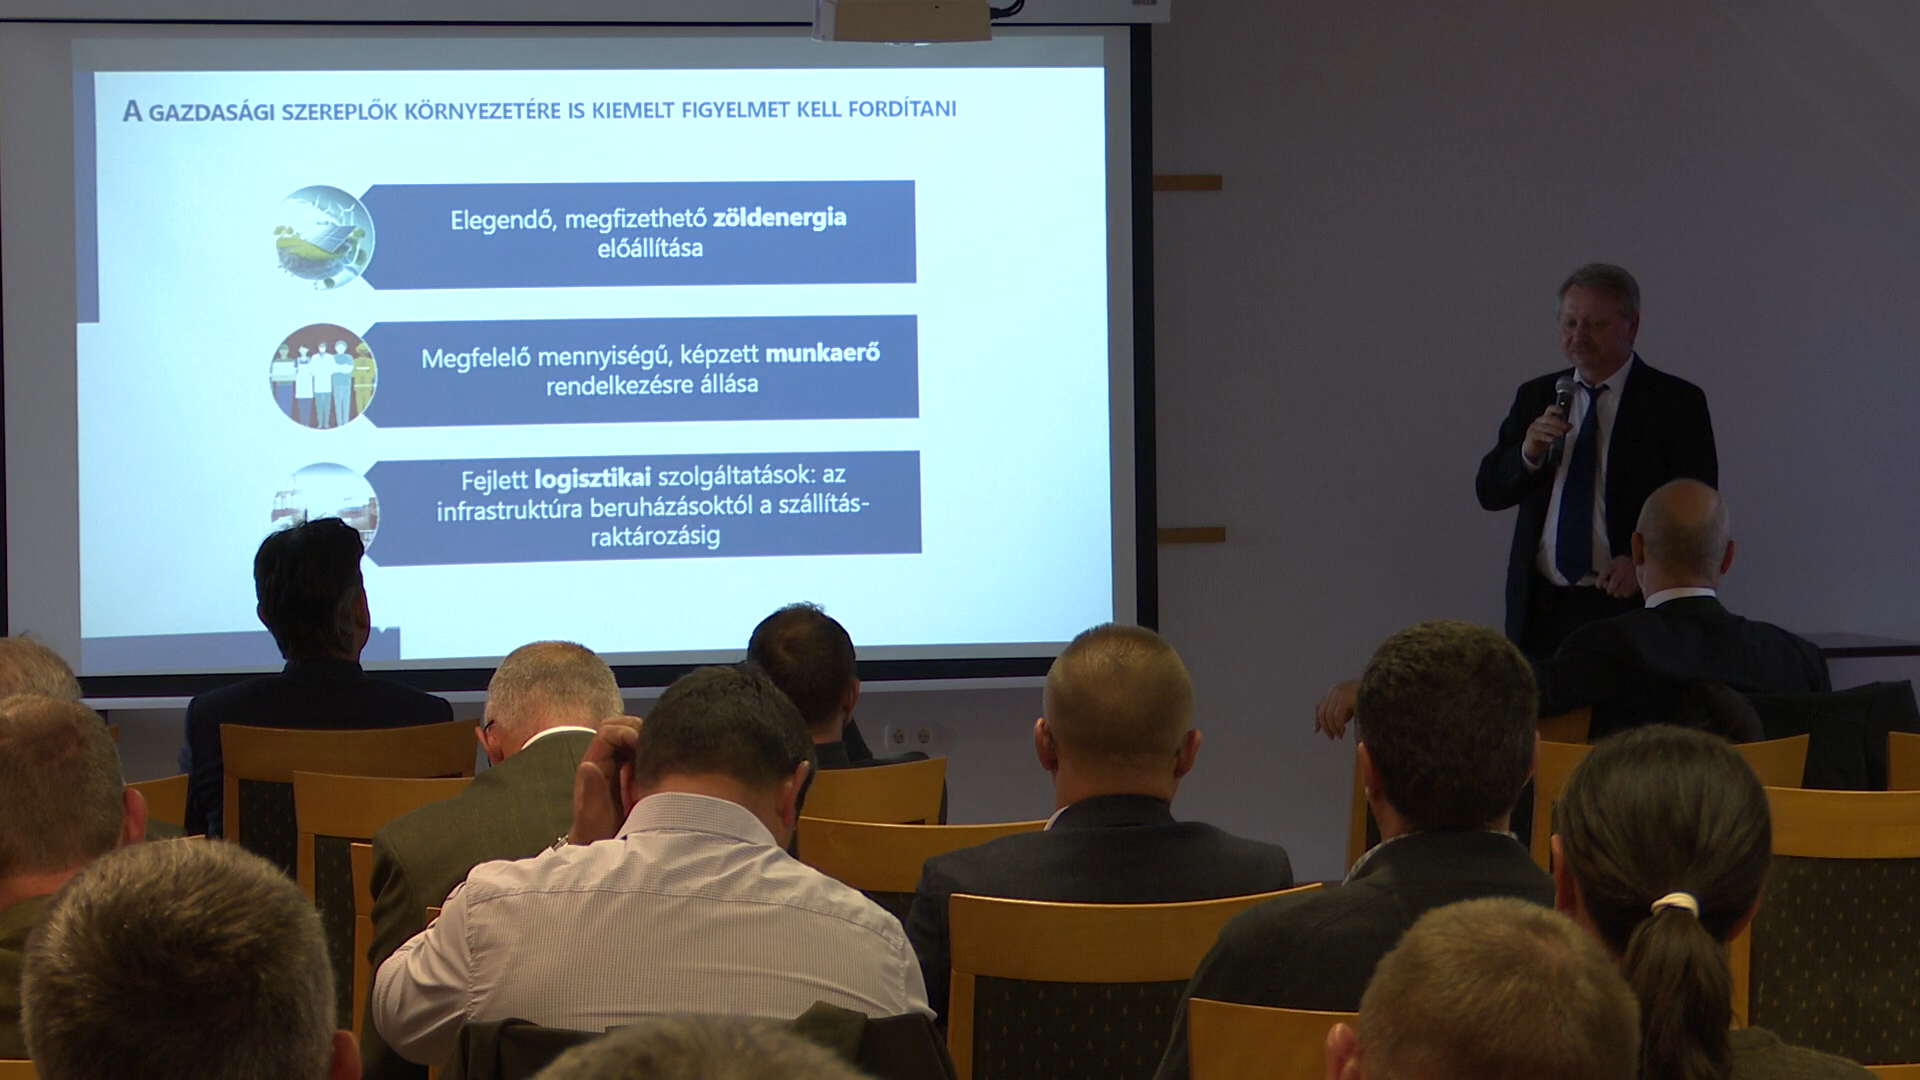 A GAZDASÁGI SZEREPLŐK KÖRNYEZETÉRE IS KIEMELT FIGYELMET KELL FORDÍTANI
Elegendő, megfizethető zöldenergia
előállítása
Megfelelő mennyiségű, képzett munkaerő
rendelkezésre állása
Fejlett logisztikai szolgáltatások: az
infrastruktúra beruházásoktól a szállítás-
raktározásig